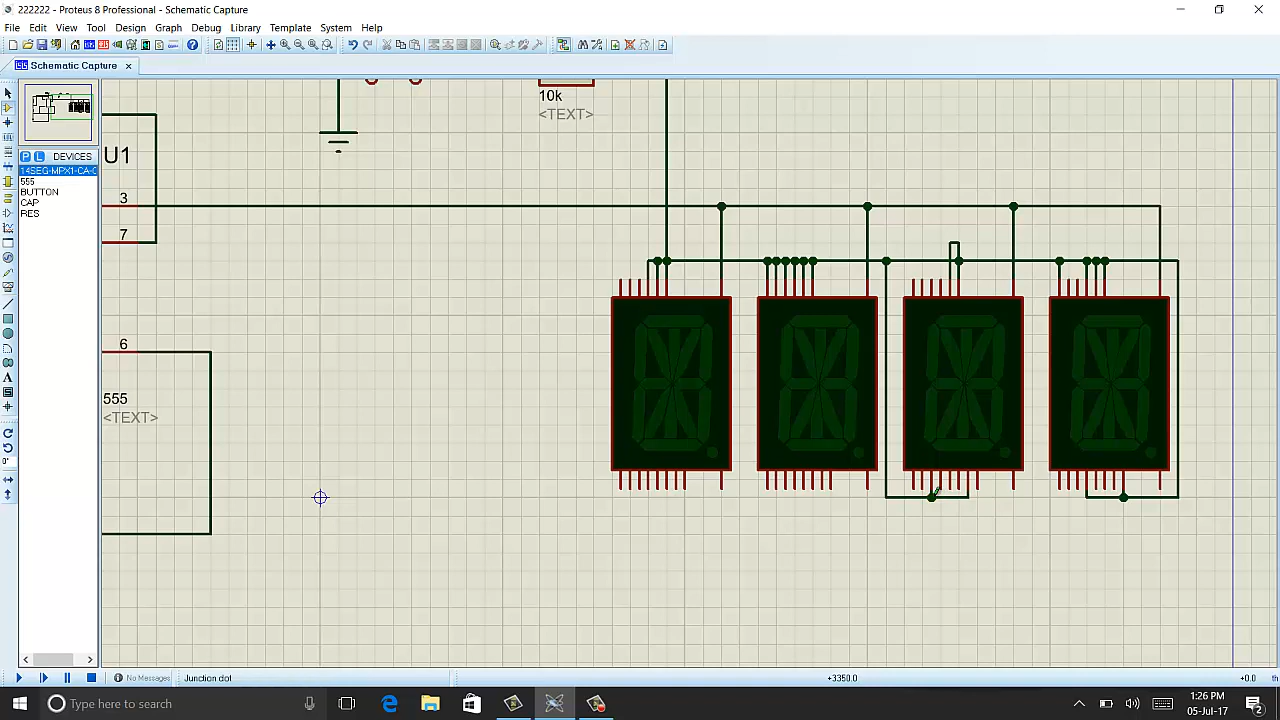 222222 - Proteus 8 Professional - Schematic Capture
File Edit View Tool Design Graph Debug Library Template System Help
Schematic Capture
P L DEVICES
14SEG-MPX1-CA-G
555
BUTTON
CAP
RES
10k
<TEXT>
U1
3
7
6
555
<TEXT>
No Messages
Junction dot
+3350.0
+0.0
th
Type here to search
1:26 PM
05-Jul-17
2